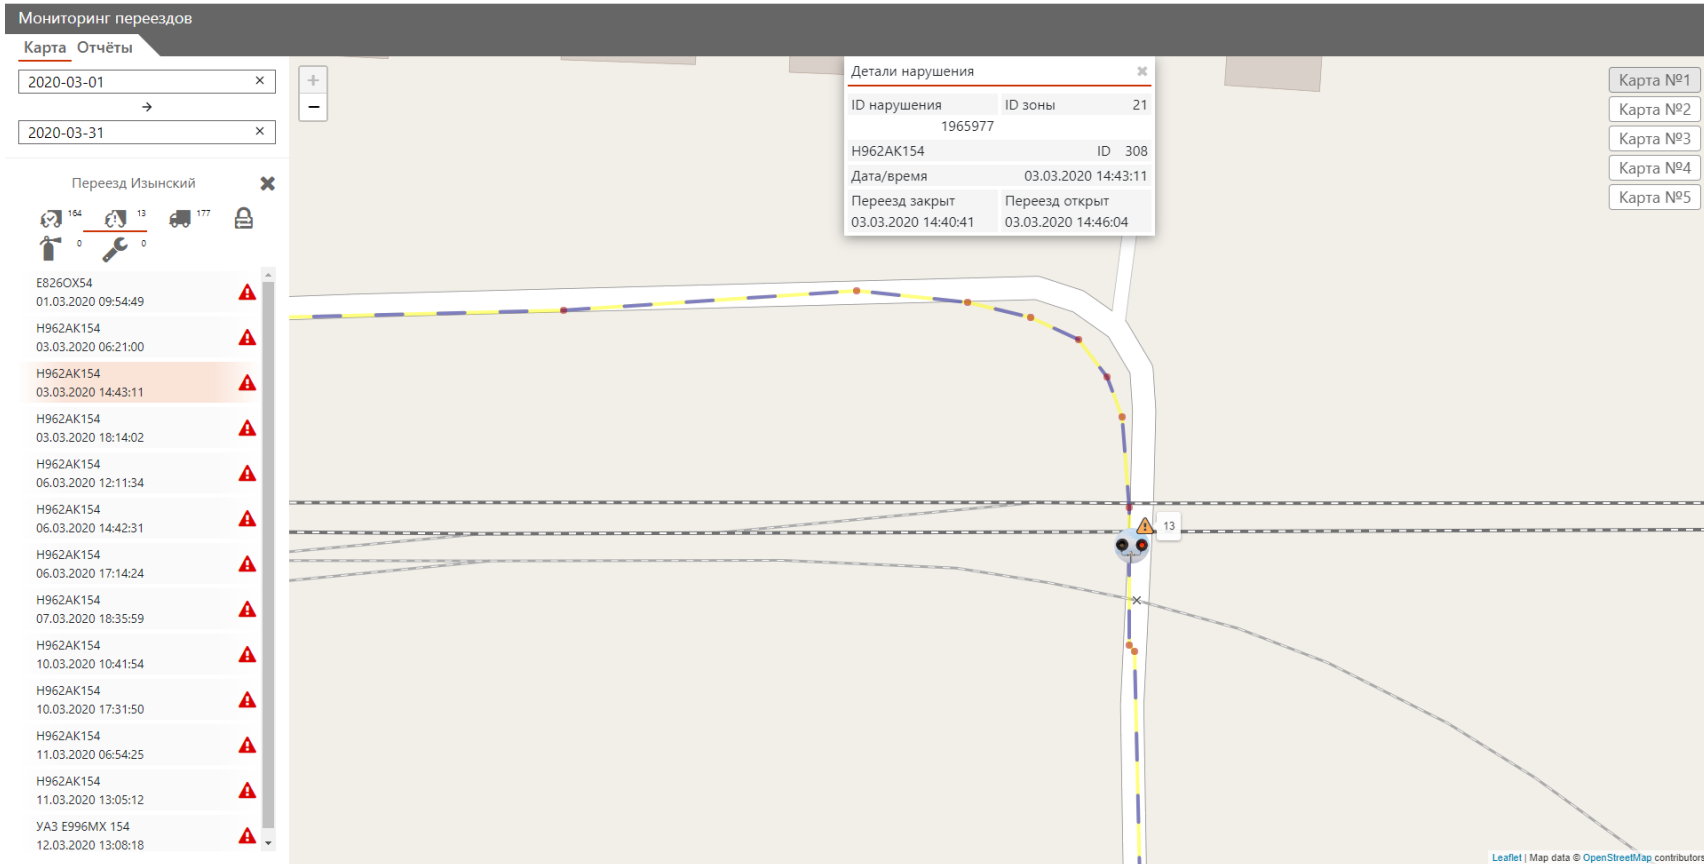 Мониторинг переездов
Карта Отчёты
2020-03-01 ×
→
2020-03-31 ×
Переезд Изынский
164 13 177
0 0
Е826ОХ54
01.03.2020 09:54:49
Н962АК154
03.03.2020 06:21:00
Н962АК154
03.03.2020 14:43:11
Н962АК154
03.03.2020 18:14:02
Н962АК154
06.03.2020 12:11:34
Н962АК154
06.03.2020 14:42:31
Н962АК154
06.03.2020 17:14:24
Н962АК154
07.03.2020 18:35:59
Н962АК154
10.03.2020 10:41:54
Н962АК154
10.03.2020 17:31:50
Н962АК154
11.03.2020 06:54:25
Н962АК154
11.03.2020 13:05:12
УАЗ Е996МХ 154
12.03.2020 13:08:18
+
−
Детали нарушения
ID нарушения ID зоны 21
1965977
Н962АК154 ID 308
Дата/время 03.03.2020 14:43:11
Переезд закрыт Переезд открыт
03.03.2020 14:40:41 03.03.2020 14:46:04
13
Карта №1
Карта №2
Карта №3
Карта №4
Карта №5
Leaflet | Map data © OpenStreetMap contributors